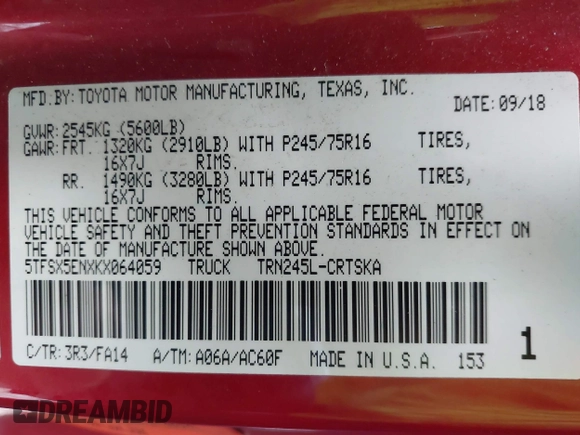 MFD.BY: TOYOTA MOTOR MANUFACTURING, TEXAS, INC.
DATE: 09/18
GVWR: 2545KG (5600LB)
GAWR: FRT. 1320KG (2910LB) WITH P245/75R16 TIRES,
16X7J RIMS.
RR. 1490KG (3280LB) WITH P245/75R16 TIRES,
16X7J RIMS.
THIS VEHICLE CONFORMS TO ALL APPLICABLE FEDERAL MOTOR
VEHICLE SAFETY AND THEFT PREVENTION STANDARDS IN EFFECT ON
THE DATE OF MANUFACTURE SHOWN ABOVE.
5TFSX5ENXKX064059 TRUCK TRN245L-CRTSKA
C/TR: 3R3/FA14 A/TM: A06A/AC60F MADE IN U.S.A. 153 1
DREAMBID